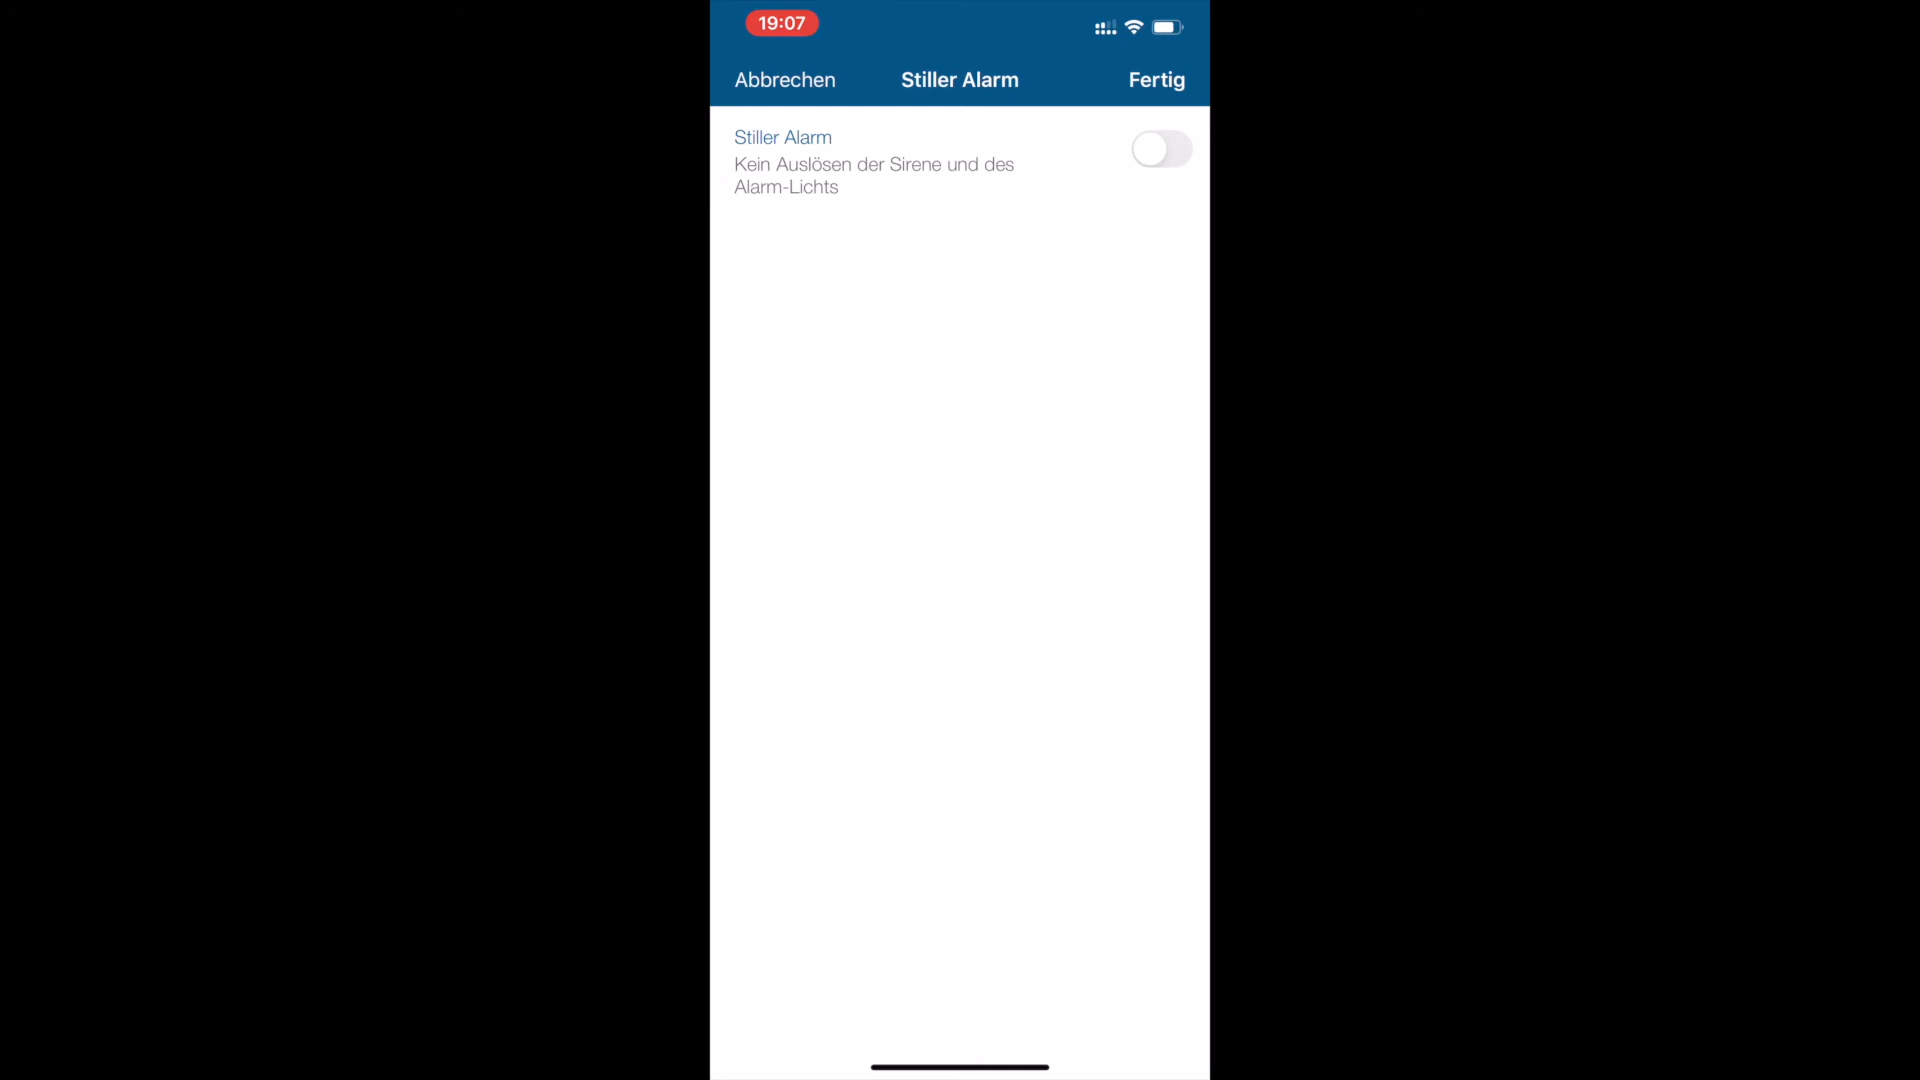 19:07
Abbrechen Stiller Alarm Fertig
Stiller Alarm
Kein Auslösen der Sirene und des
Alarm-Lichts